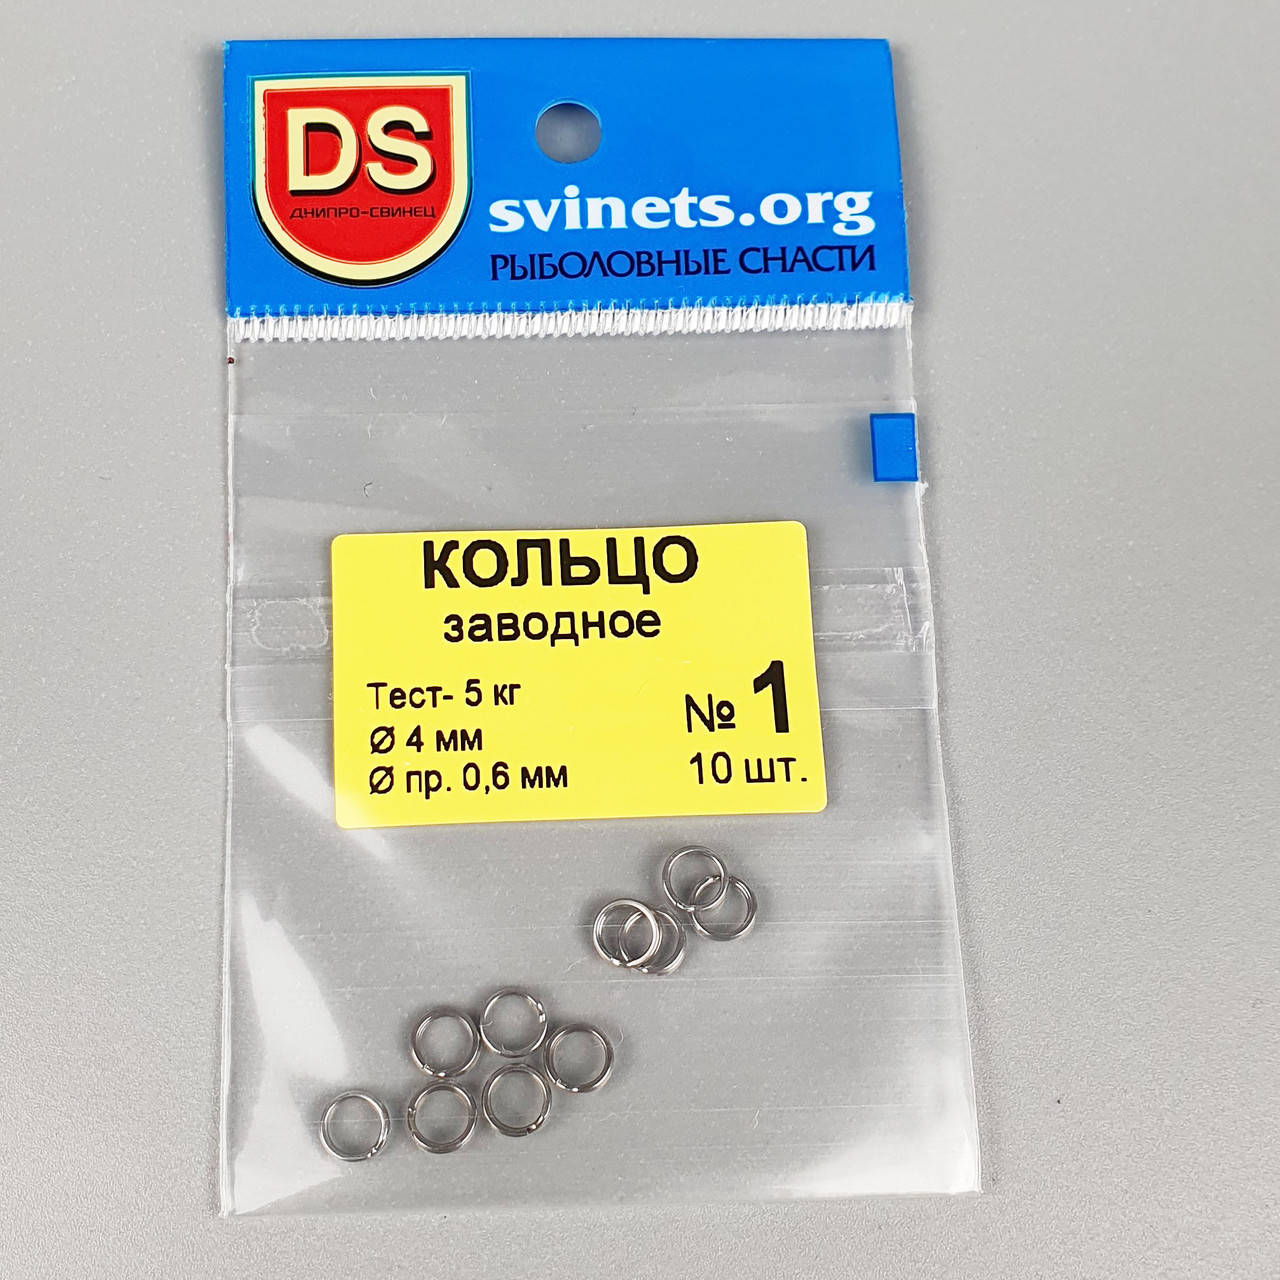 DS
ДНИПРО-СВИНЕЦ
svinets.org
РЫБОЛОВНЫЕ СНАСТИ
КОЛЬЦО
заводное
Тест- 5 кг
Ø 4 мм
Ø пр. 0,6 мм
№ 1
10 шт.